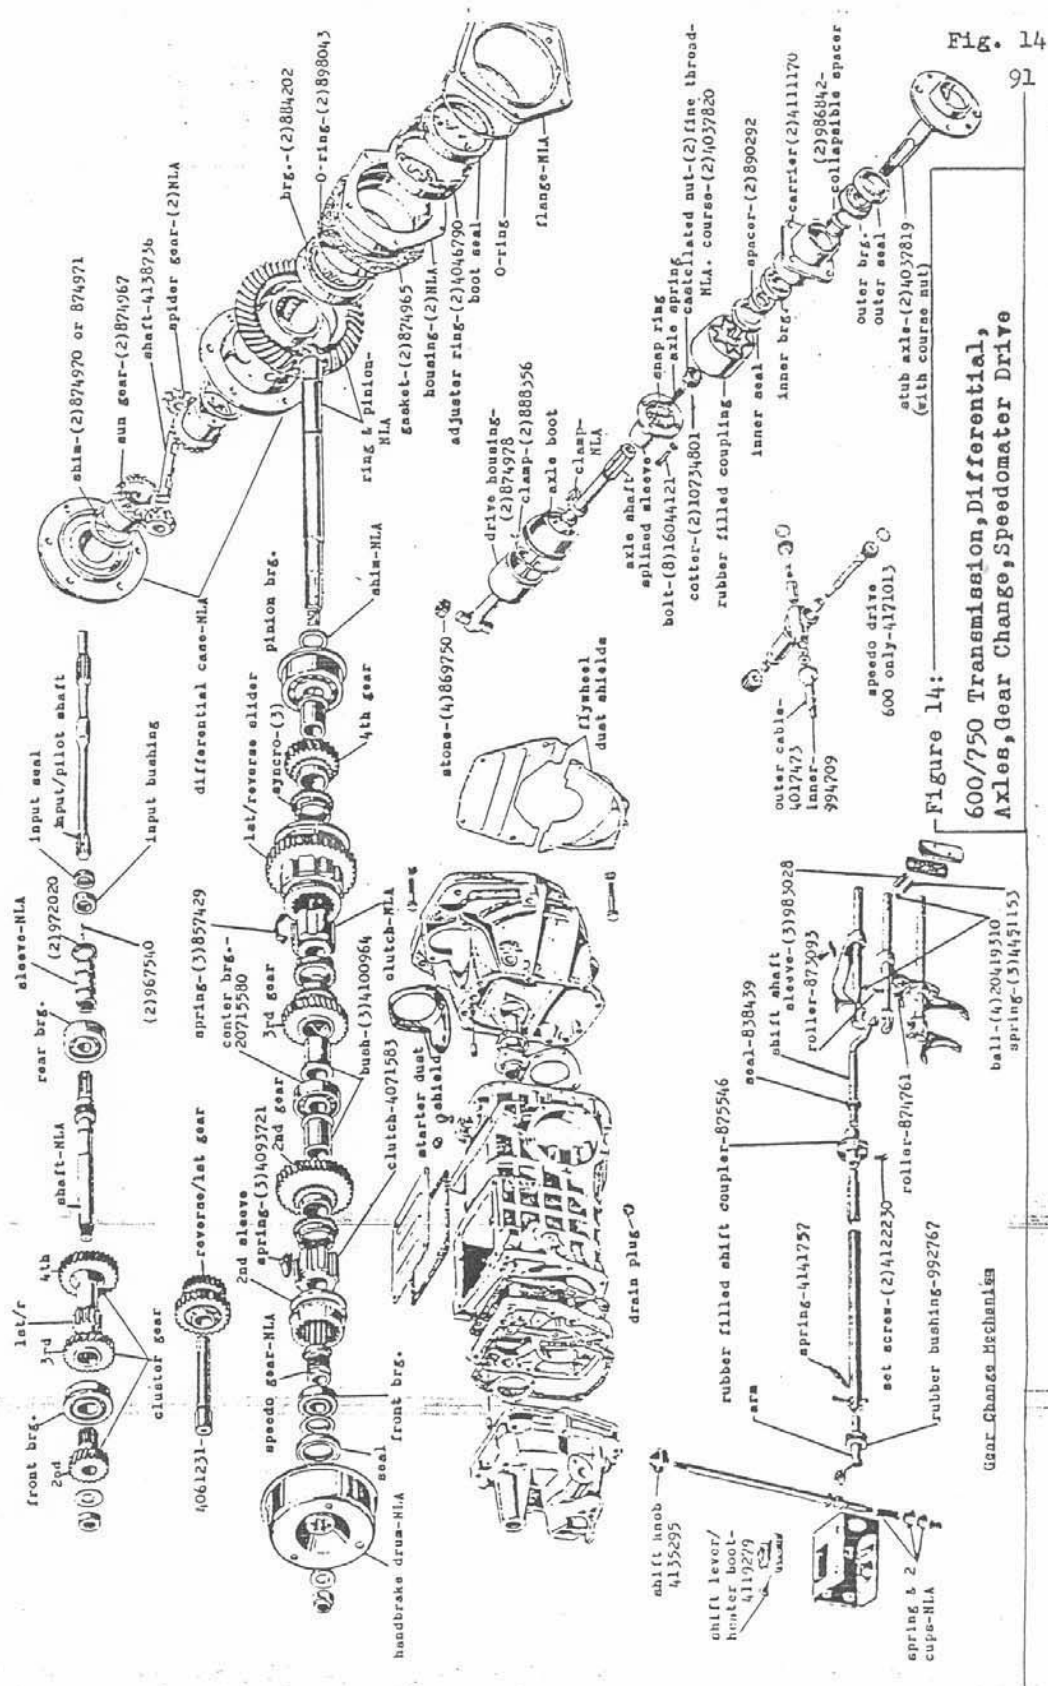 Fig. 14
91
Figure 14:
600/750 Transmission,Differential,
Axles,Gear Change,Speedomater Drive
front brg.
2nd
3rd
1st/r
4th
cluster gear
shaft-NLA
rear brg.
sleeve-NLA
(2)972020
(2)967540
input seal
input/pilot shaft
input bushing
4061231
reverse/1st gear
differential case-NLA
shim-(2)874970 or 874971
sun gear-(2)874967
shaft-4138736
spider gear-(2)NLA
brg.-(2)884202
O-ring-(2)898043
ring & pinion-
NLA
gasket-(2)874965
housing-(2)NLA
adjuster ring-(2)4046790
boot seal
O-ring
flange-NLA
handbrake drum-NLA
seal
front brg.
speedo gear-NLA
2nd sleeve
spring-(3)4093721
2nd gear
clutch-4071583
bush-(3)4100964
center brg.-
20715580
3rd gear
spring-(3)857429
clutch-NLA
1st/reverse slider
syncro-(3)
4th gear
pinion brg.
shim-NLA
starter dust
shield
drain plug
flywheel
dust shields
stone-(4)869750
drive housing-
(2)874978
clamp-(2)888356
axle boot
clamp-
NLA
axle shaft
splined sleeve
bolt-(8)16044121
snap ring
axle spring
castellated nut-(2)fine thread-
NLA. course-(2)4037820
cotter-(2)10734801
rubber filled coupling
inner seal
spacer-(2)890292
inner brg.
carrier(2)4111170
(2)986842-
collapsible spacer
outer brg.
outer seal
stub axle-(2)4037819
(with course nut)
outer cable-
4017473
inner-
994709
speedo drive
600 only-4171013
shift knob
4135295
shift lever/
heater boot-
4119279
spring & 2
cups-NLA
arm
spring-4141757
rubber bushing-992767
set screw-(2)4122230
rubber filled shift coupler-875546
seal-838439
shift shaft
sleeve-(3)983028
roller-873093
roller-874761
ball-(4)20419310
spring-(3)14451153
Gear Change Mechanism